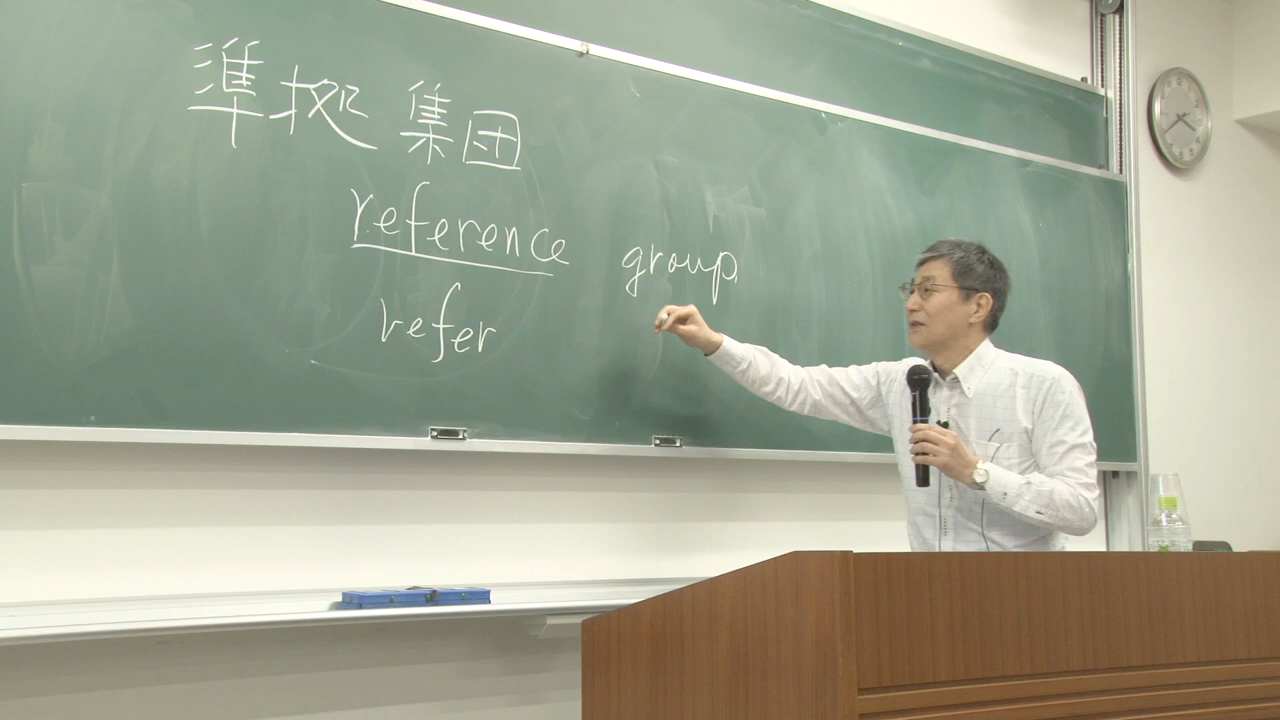 準拠集団
reference group
refer